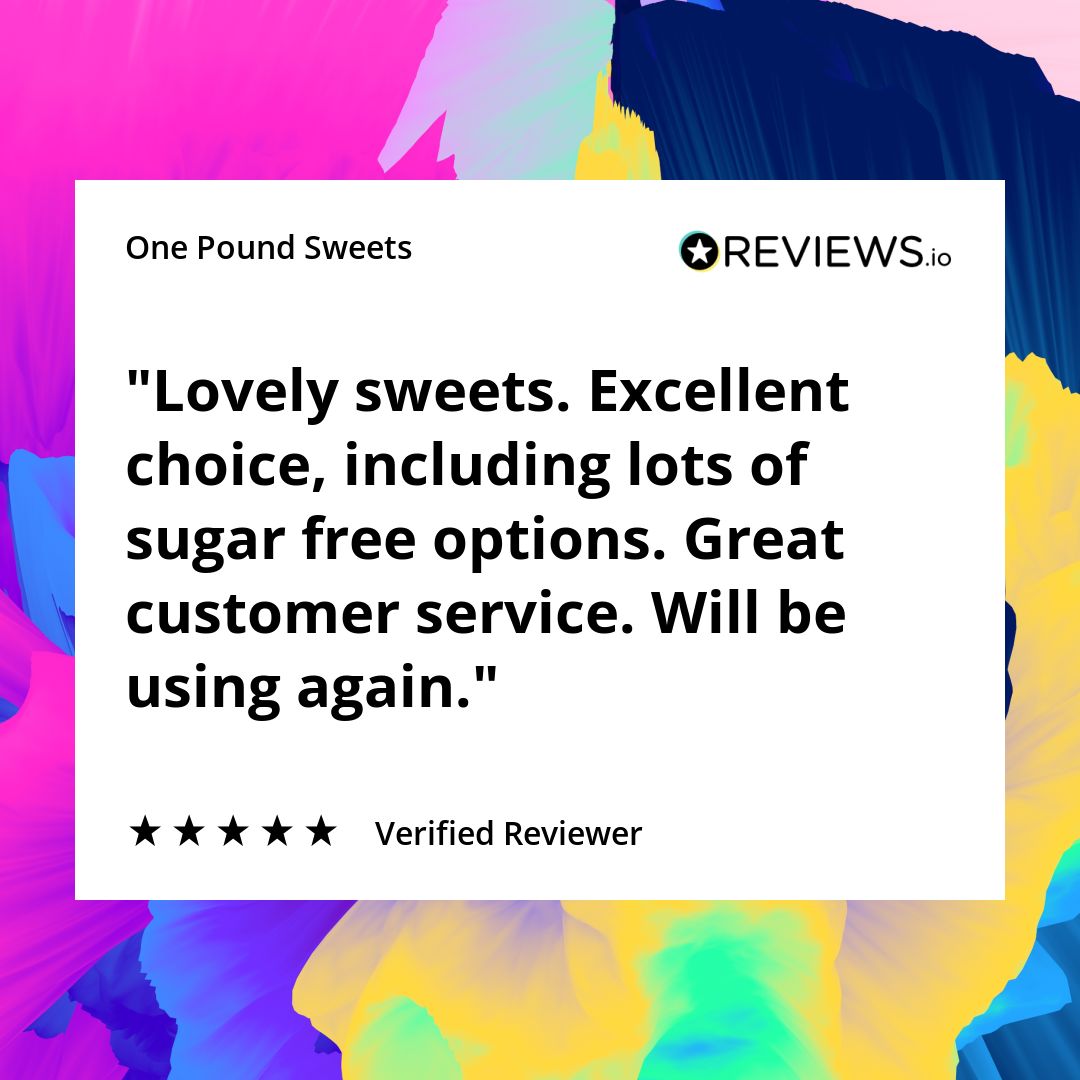 One Pound Sweets
REVIEWS.io
"Lovely sweets. Excellent
choice, including lots of
sugar free options. Great
customer service. Will be
using again."
★★★★★ Verified Reviewer